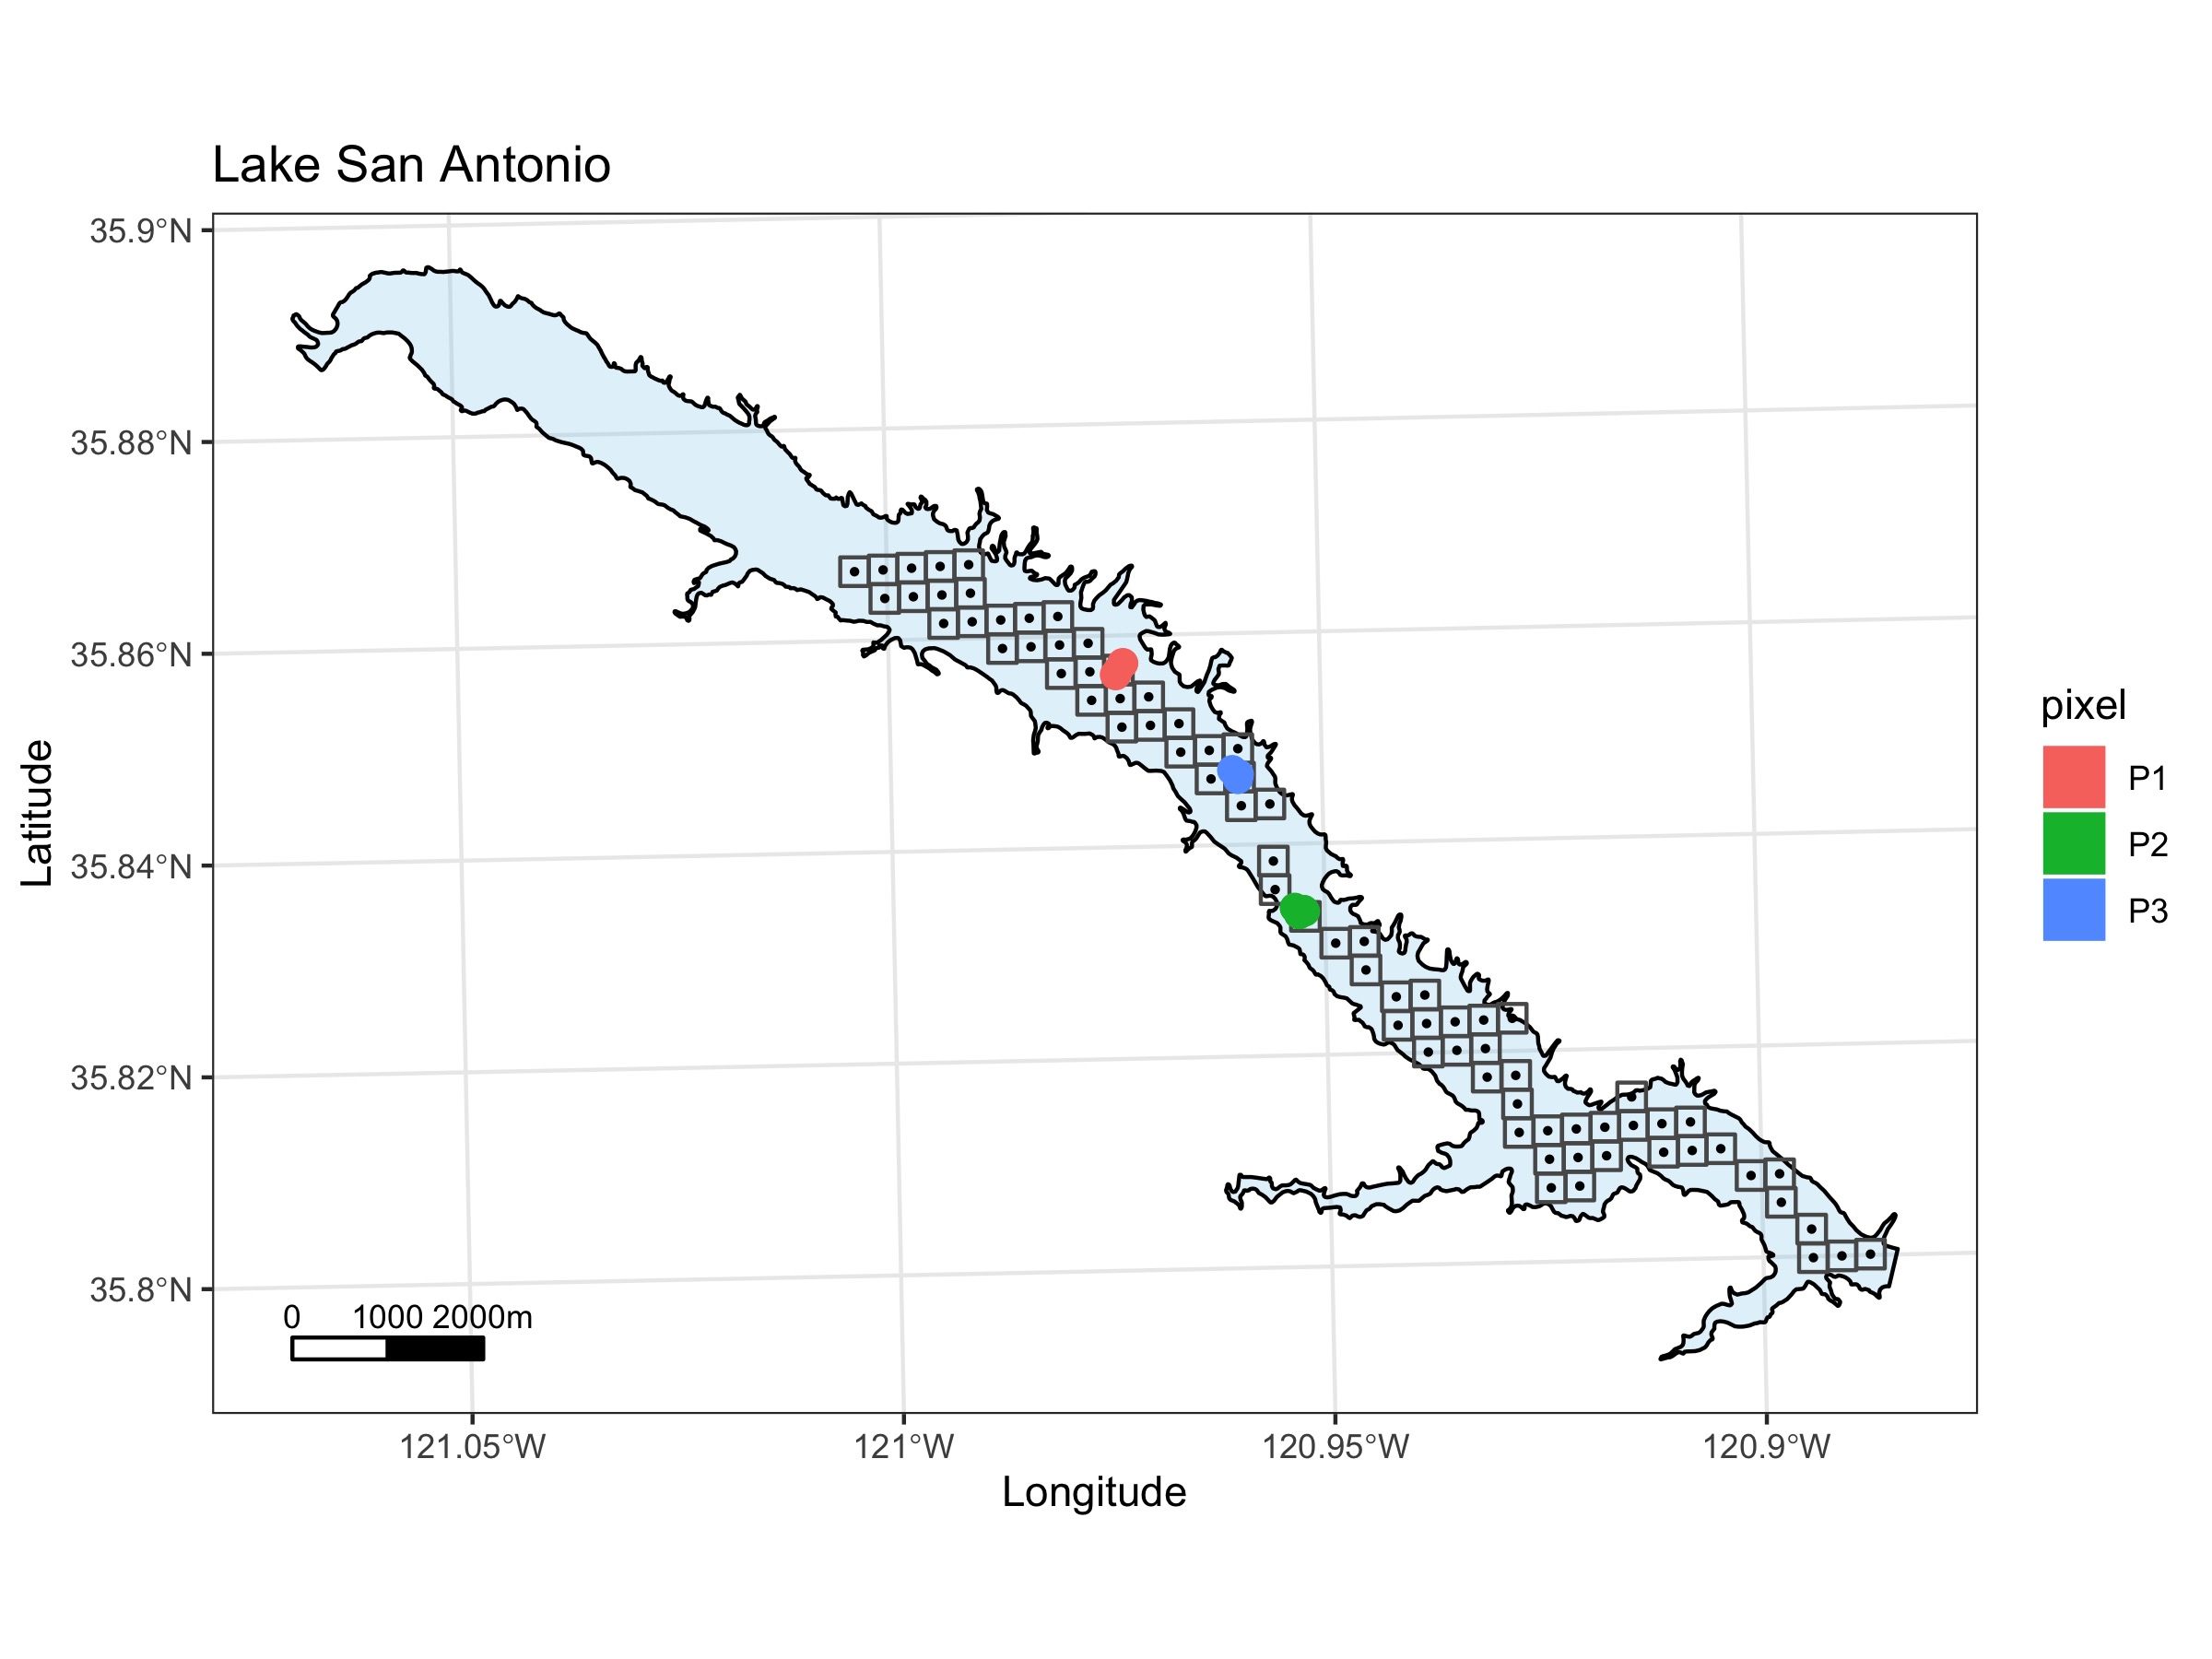 Lake San Antonio
35.9°N
35.88°N
35.86°N
35.84°N
35.82°N
35.8°N
Latitude
0 1000 2000m
121.05°W 121°W 120.95°W 120.9°W
Longitude
pixel
P1
P2
P3